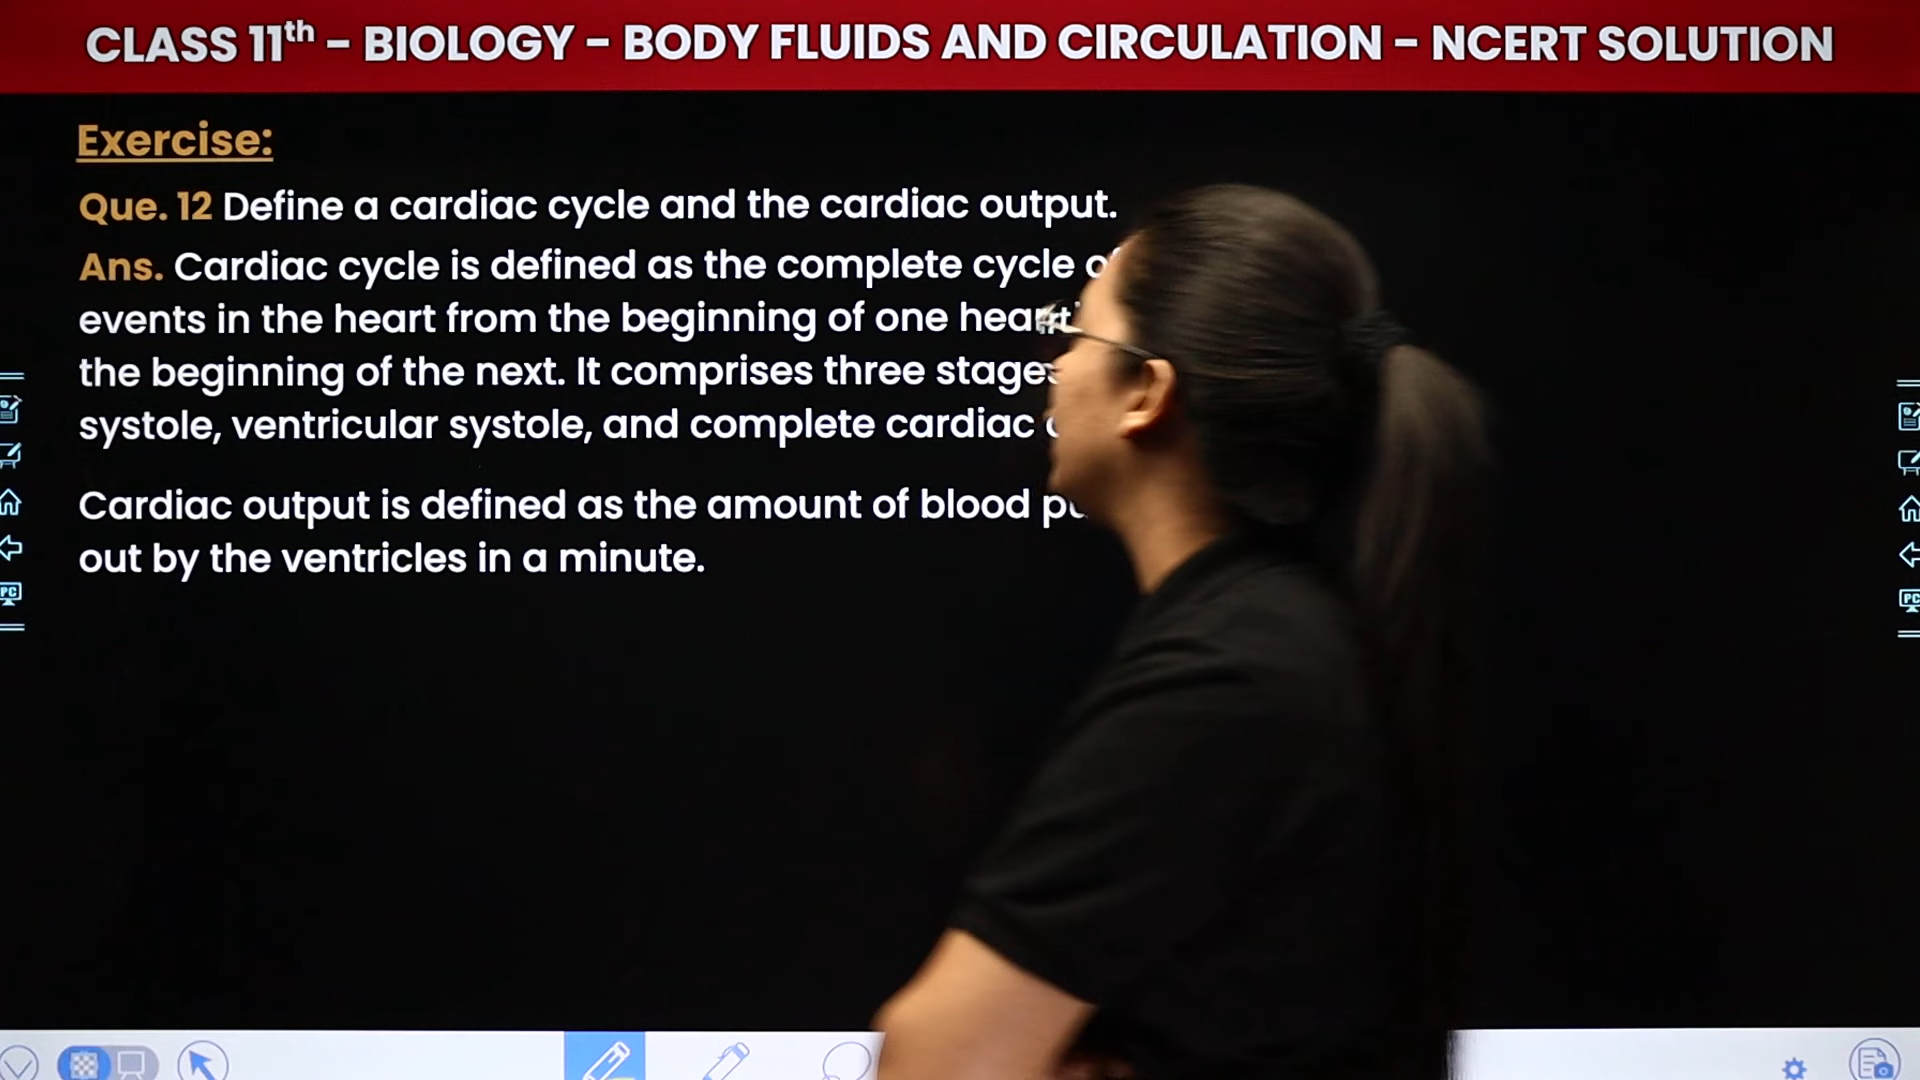 CLASS 11th – BIOLOGY – BODY FLUIDS AND CIRCULATION – NCERT SOLUTION
Exercise:
Que. 12 Define a cardiac cycle and the cardiac output.
Ans. Cardiac cycle is defined as the complete cycle of
events in the heart from the beginning of one
the beginning of the next. It comprises three
systole, ventricular systole, and complete cardiac
Cardiac output is defined as the amount of blood
out by the ventricles in a minute.
PC
PC